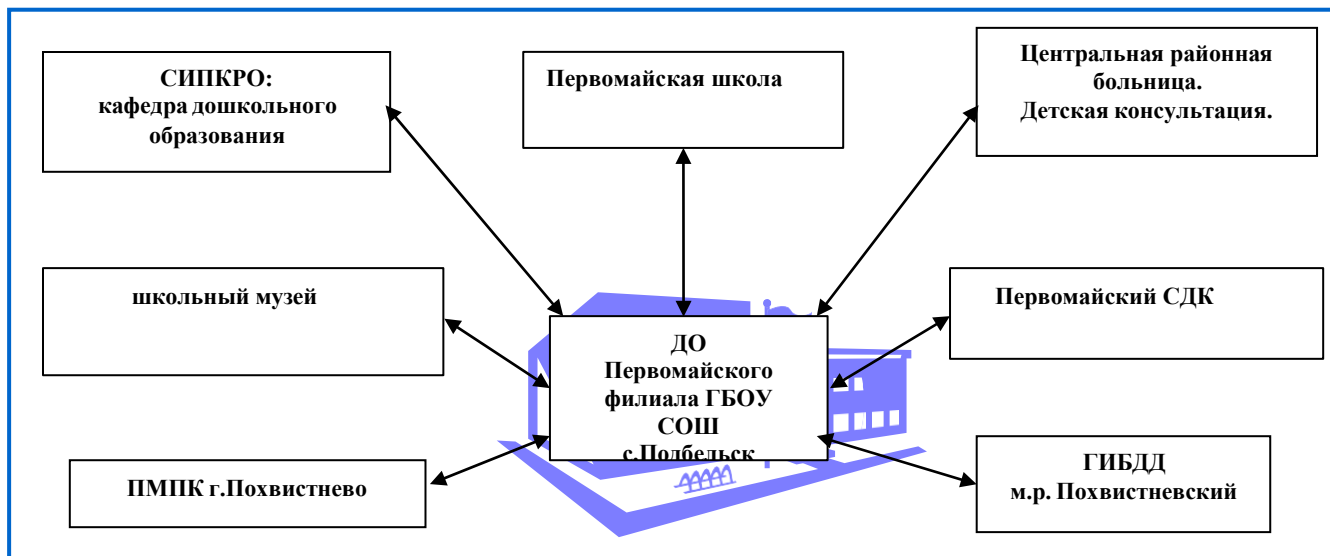 СИПКРО:
кафедра дошкольного
образования
Первомайская школа
Центральная районная
больница.
Детская консультация.
школьный музей
Первомайский СДК
ДО
Первомайского
филиала ГБОУ
СОШ
с.Подбельск
ПМПК г.Похвистнево
ГИБДД
м.р. Похвистневский